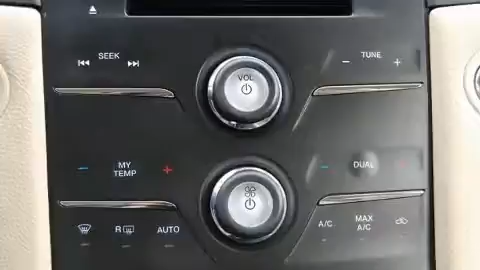 SEEK
VOL
TUNE
MY
TEMP
DUAL
R
AUTO
A/C
MAX
A/C